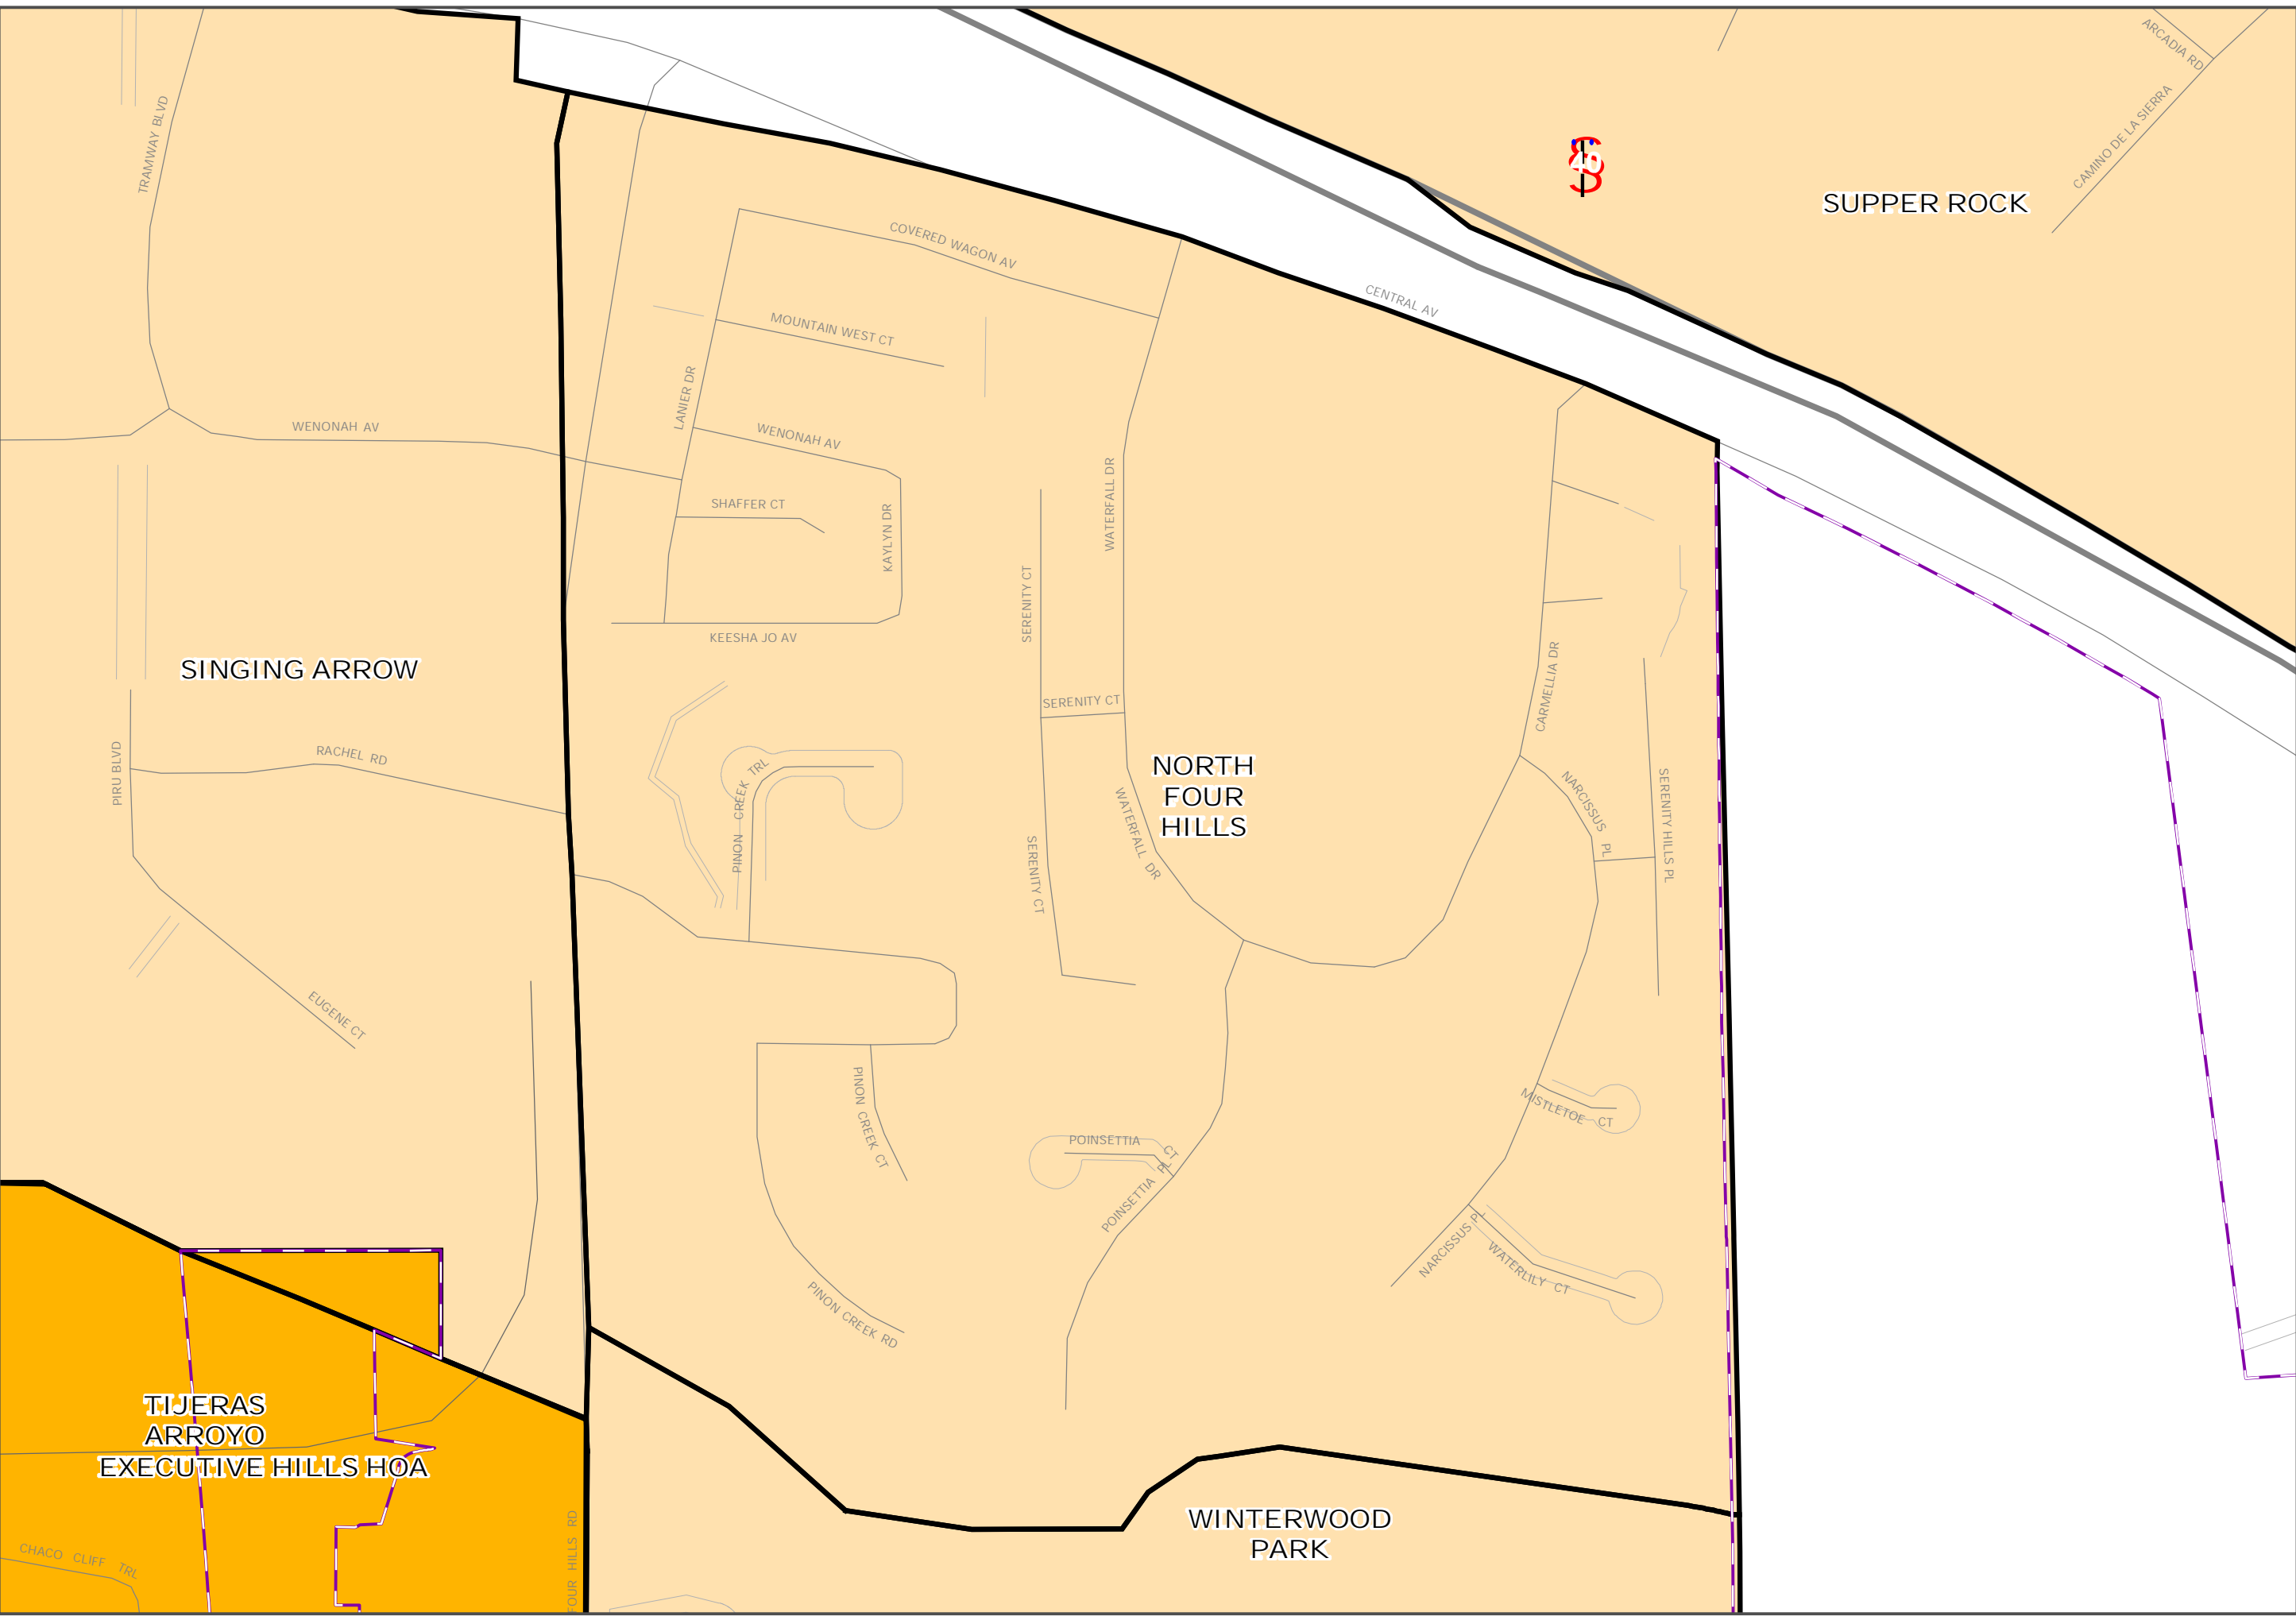 ARCADIA RD
TRAMWAY BLVD
CAMINO DE LA SIERRA
40
SUPPER ROCK
COVERED WAGON AV
CENTRAL AV
MOUNTAIN WEST CT
LANIER DR
WENONAH AV
WENONAH AV
SHAFFER CT
KAYLYN DR
WATERFALL DR
SERENITY CT
KEESHA JO AV
SINGING ARROW
CARMELLIA DR
SERENITY CT
RACHEL RD
PIRU BLVD
PINON CREEK TRL
NORTH
FOUR
HILLS
NARCISSUS PL
SERENITY HILLS PL
WATERFALL DR
SERENITY CT
EUGENE CT
PINON CREEK CT
MISTLETOE CT
POINSETTIA CT
POINSETTIA PL
NARCISSUS PL
WATERLILY CT
PINON CREEK RD
TIJERAS
ARROYO
EXECUTIVE HILLS HOA
WINTERWOOD
PARK
FOUR HILLS RD
CHACO CLIFF TRL